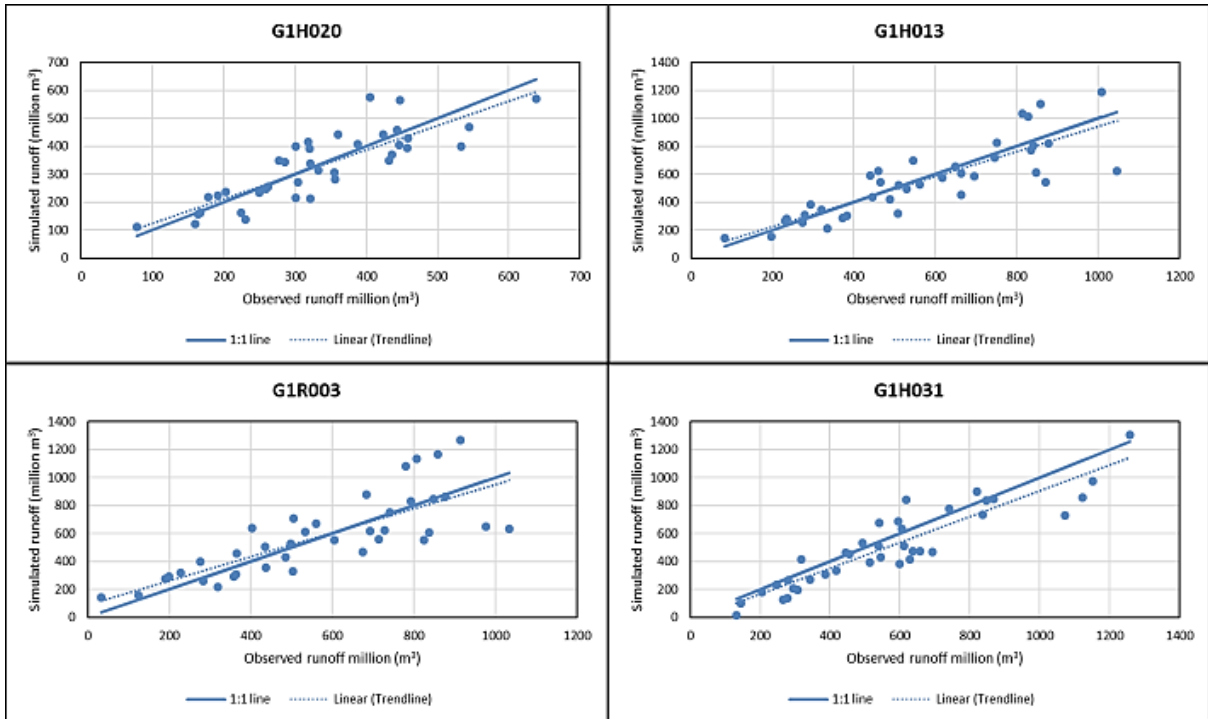 G1H020
Simulated runoff (million m³)
700
600
500
400
300
200
100
0
0 100 200 300 400 500 600 700
Observed runoff million (m³)
1:1 line Linear (Trendline)
G1H013
Simulated runoff (million m³)
1400
1200
1000
800
600
400
200
0
0 200 400 600 800 1000 1200
Observed runoff million (m³)
1:1 line Linear (Trendline)
G1R003
Simulated runoff (million m³)
1400
1200
1000
800
600
400
200
0
0 200 400 600 800 1000 1200
Observed runoff million (m³)
1:1 line Linear (Trendline)
G1H031
Simulated runoff (million m³)
1400
1200
1000
800
600
400
200
0
0 200 400 600 800 1000 1200 1400
Observed runoff million (m³)
1:1 line Linear (Trendline)